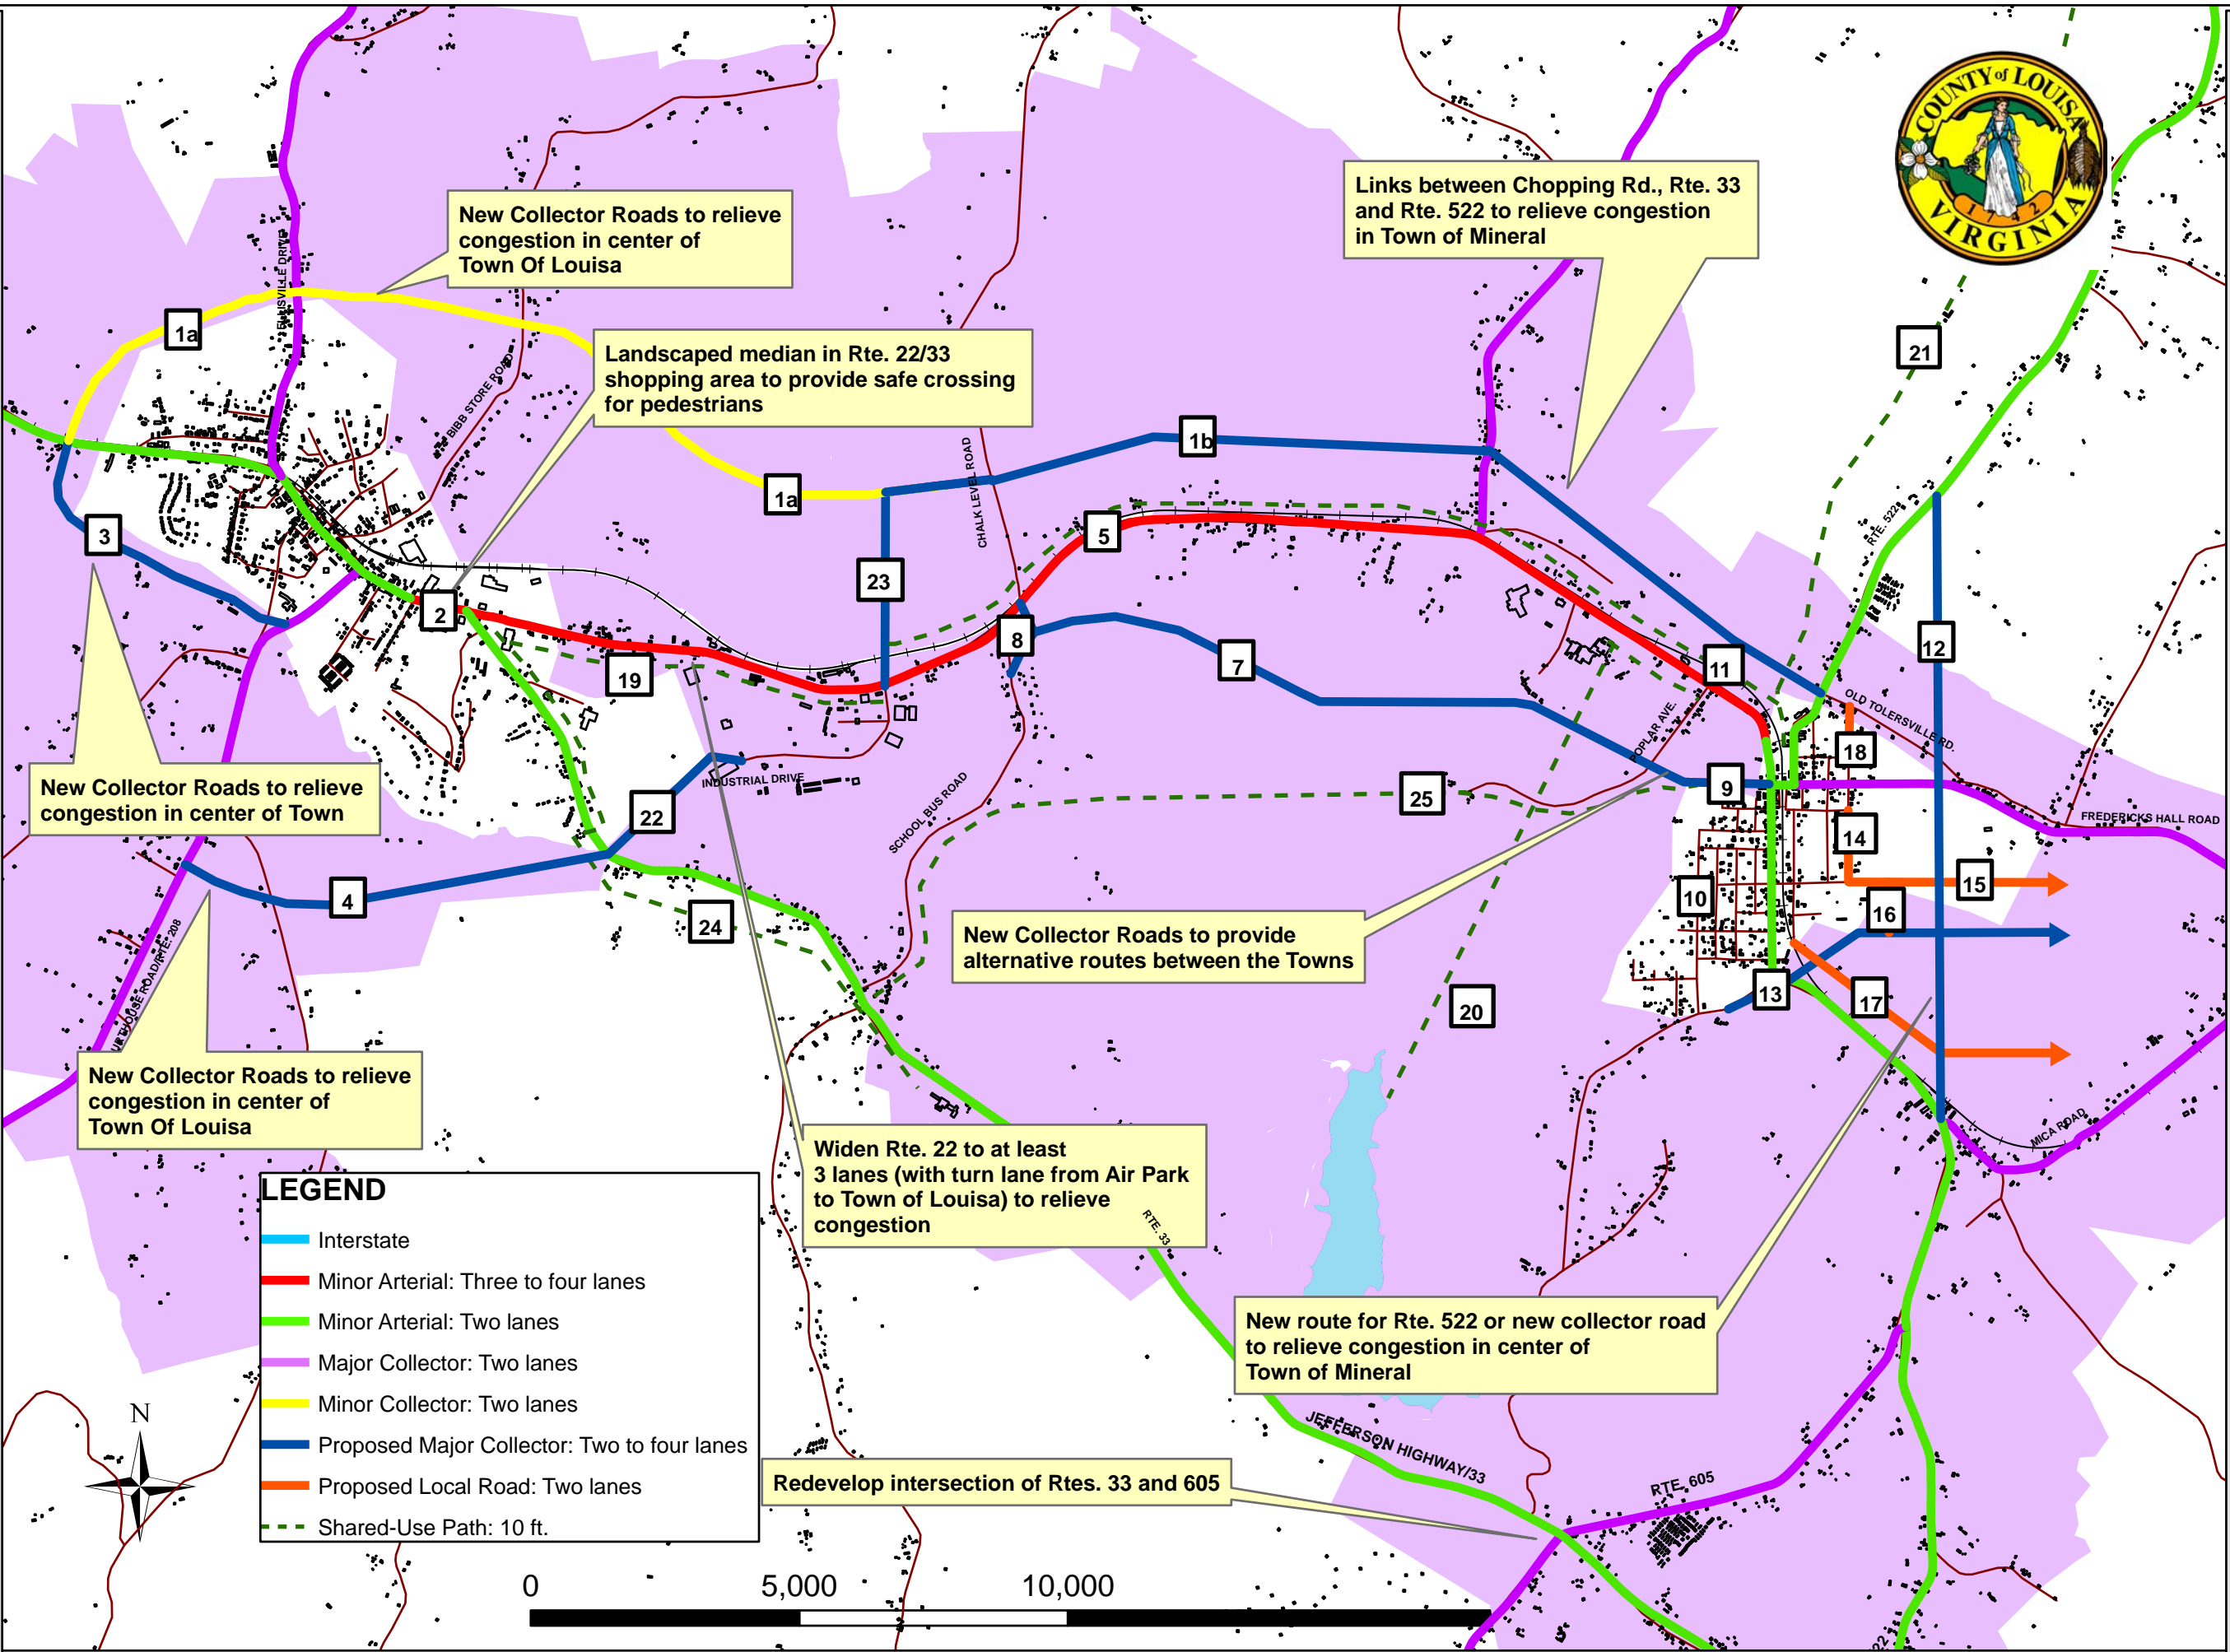 COUNTY of LOUISA
1742
VIRGINIA
New Collector Roads to relieve
congestion in center of
Town Of Louisa
Links between Chopping Rd., Rte. 33
and Rte. 522 to relieve congestion
in Town of Mineral
Landscaped median in Rte. 22/33
shopping area to provide safe crossing
for pedestrians
ELLISVILLE DRIVE
1a
21
BIBB STORE ROAD
1b
CHALK LEVEL ROAD
1a
RTE. 522
3
5
23
2
8
12
7
11
19
OLD TOLERSVILLE RD.
POPLAR AVE.
18
New Collector Roads to relieve
congestion in center of Town
INDUSTRIAL DRIVE
22
SCHOOL BUS ROAD
25
9
FREDERICKS HALL ROAD
14
15
4
10
16
24
New Collector Roads to provide
alternative routes between the Towns
20
13
17
URTHOUSE ROAD/RTE. 208
New Collector Roads to relieve
congestion in center of
Town Of Louisa
MICA ROAD
Widen Rte. 22 to at least
3 lanes (with turn lane from Air Park
to Town of Louisa) to relieve
congestion
RTE. 33
New route for Rte. 522 or new collector road
to relieve congestion in center of
Town of Mineral
LEGEND
Interstate
Minor Arterial: Three to four lanes
Minor Arterial: Two lanes
Major Collector: Two lanes
Minor Collector: Two lanes
Proposed Major Collector: Two to four lanes
Proposed Local Road: Two lanes
Shared-Use Path: 10 ft.
N
JEFFERSON HIGHWAY/33
Redevelop intersection of Rtes. 33 and 605
RTE. 605
0 5,000 10,000
22